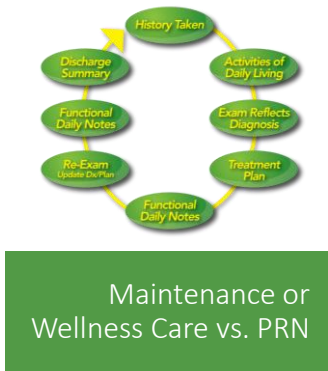 History Taken
Activities of
Daily Living
Exam Reflects
Diagnosis
Treatment
Plan
Functional
Daily Notes
Re-Exam
Update Dx/Plan
Functional
Daily Notes
Discharge
Summary
Maintenance or
Wellness Care vs. PRN